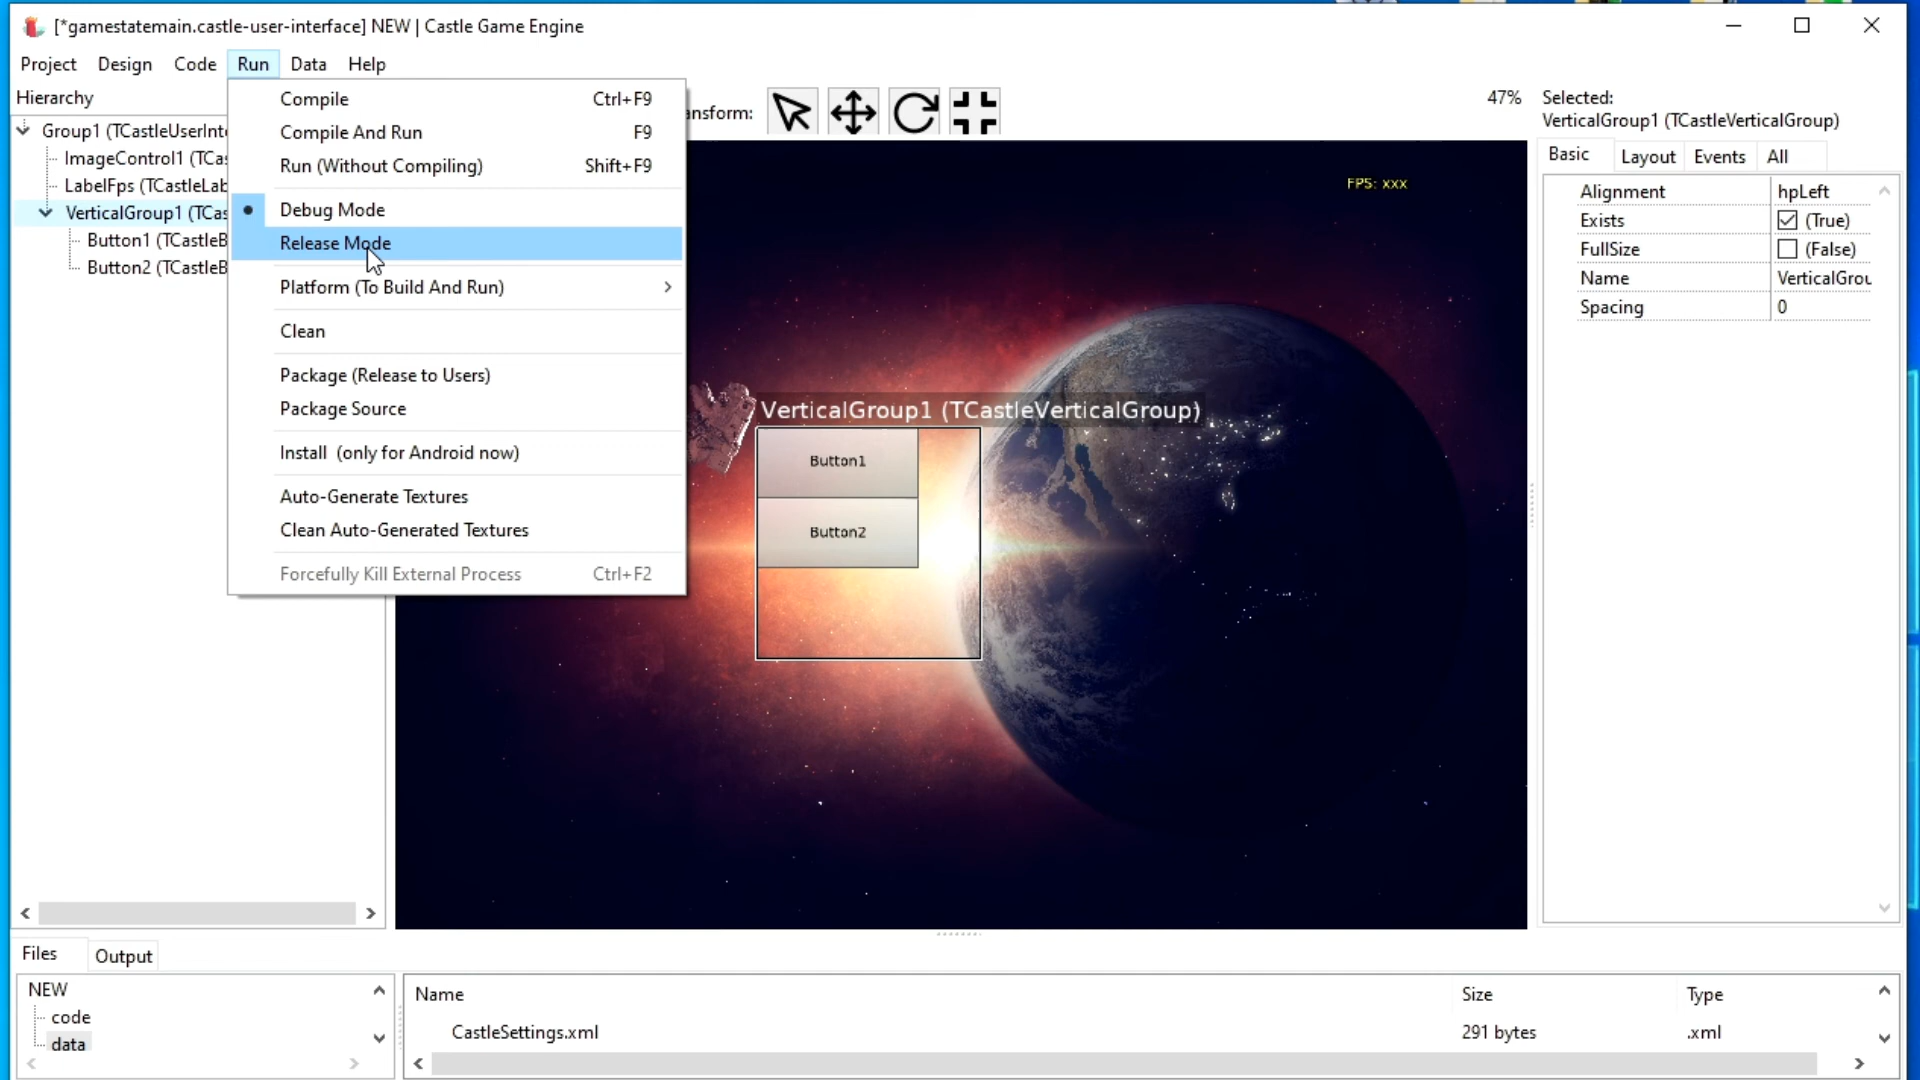 [*gamestatemain.castle-user-interface] NEW | Castle Game Engine
Project Design Code Run Data Help
Hierarchy
Group1 (TCastleUserInte
ImageControl1 (TCas
LabelFps (TCastleLab
VerticalGroup1 (TCas
Button1 (TCastleB
Button2 (TCastleB
Compile Ctrl+F9
Compile And Run F9
Run (Without Compiling) Shift+F9
Debug Mode
Release Mode
Platform (To Build And Run)
Clean
Package (Release to Users)
Package Source
Install (only for Android now)
Auto-Generate Textures
Clean Auto-Generated Textures
Forcefully Kill External Process Ctrl+F2
ansform:
47%
FPS: xxx
VerticalGroup1 (TCastleVerticalGroup)
Button1
Button2
Selected:
VerticalGroup1 (TCastleVerticalGroup)
Basic Layout Events All
Alignment hpLeft
Exists (True)
FullSize (False)
Name VerticalGrou
Spacing 0
Files Output
NEW
code
data
Name Size Type
CastleSettings.xml 291 bytes .xml